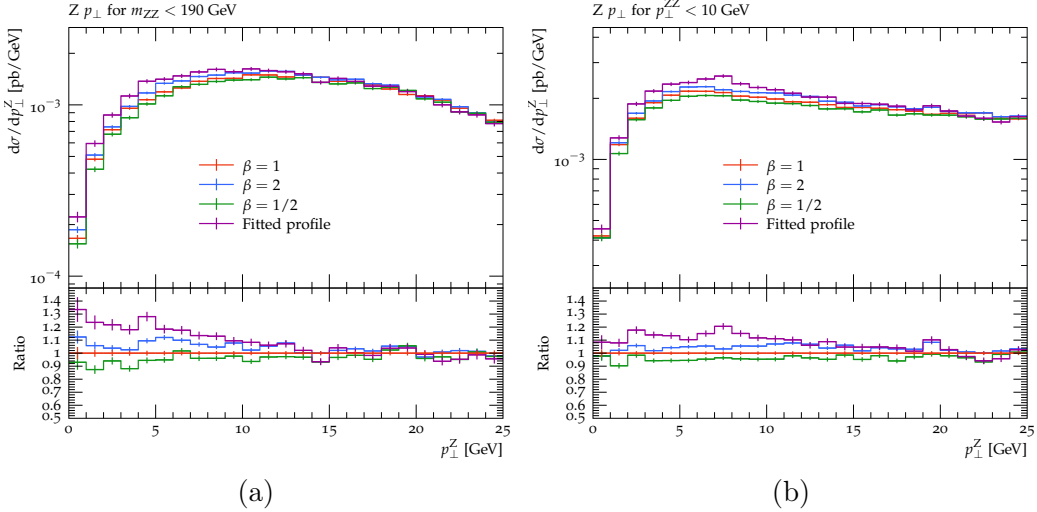 Z p⊥ for m_ZZ < 190 GeV
dσ/dp⊥^Z [pb/GeV]
10^−3
β = 1
β = 2
β = 1/2
Fitted profile
10^−4
Ratio
1.4
1.3
1.2
1.1
1
0.9
0.8
0.7
0.6
0.5
0 5 10 15 20 25
p⊥^Z [GeV]
(a)
Z p⊥ for p⊥^ZZ < 10 GeV
dσ/dp⊥^Z [pb/GeV]
10^−3
β = 1
β = 2
β = 1/2
Fitted profile
Ratio
1.4
1.3
1.2
1.1
1
0.9
0.8
0.7
0.6
0.5
0 5 10 15 20 25
p⊥^Z [GeV]
(b)